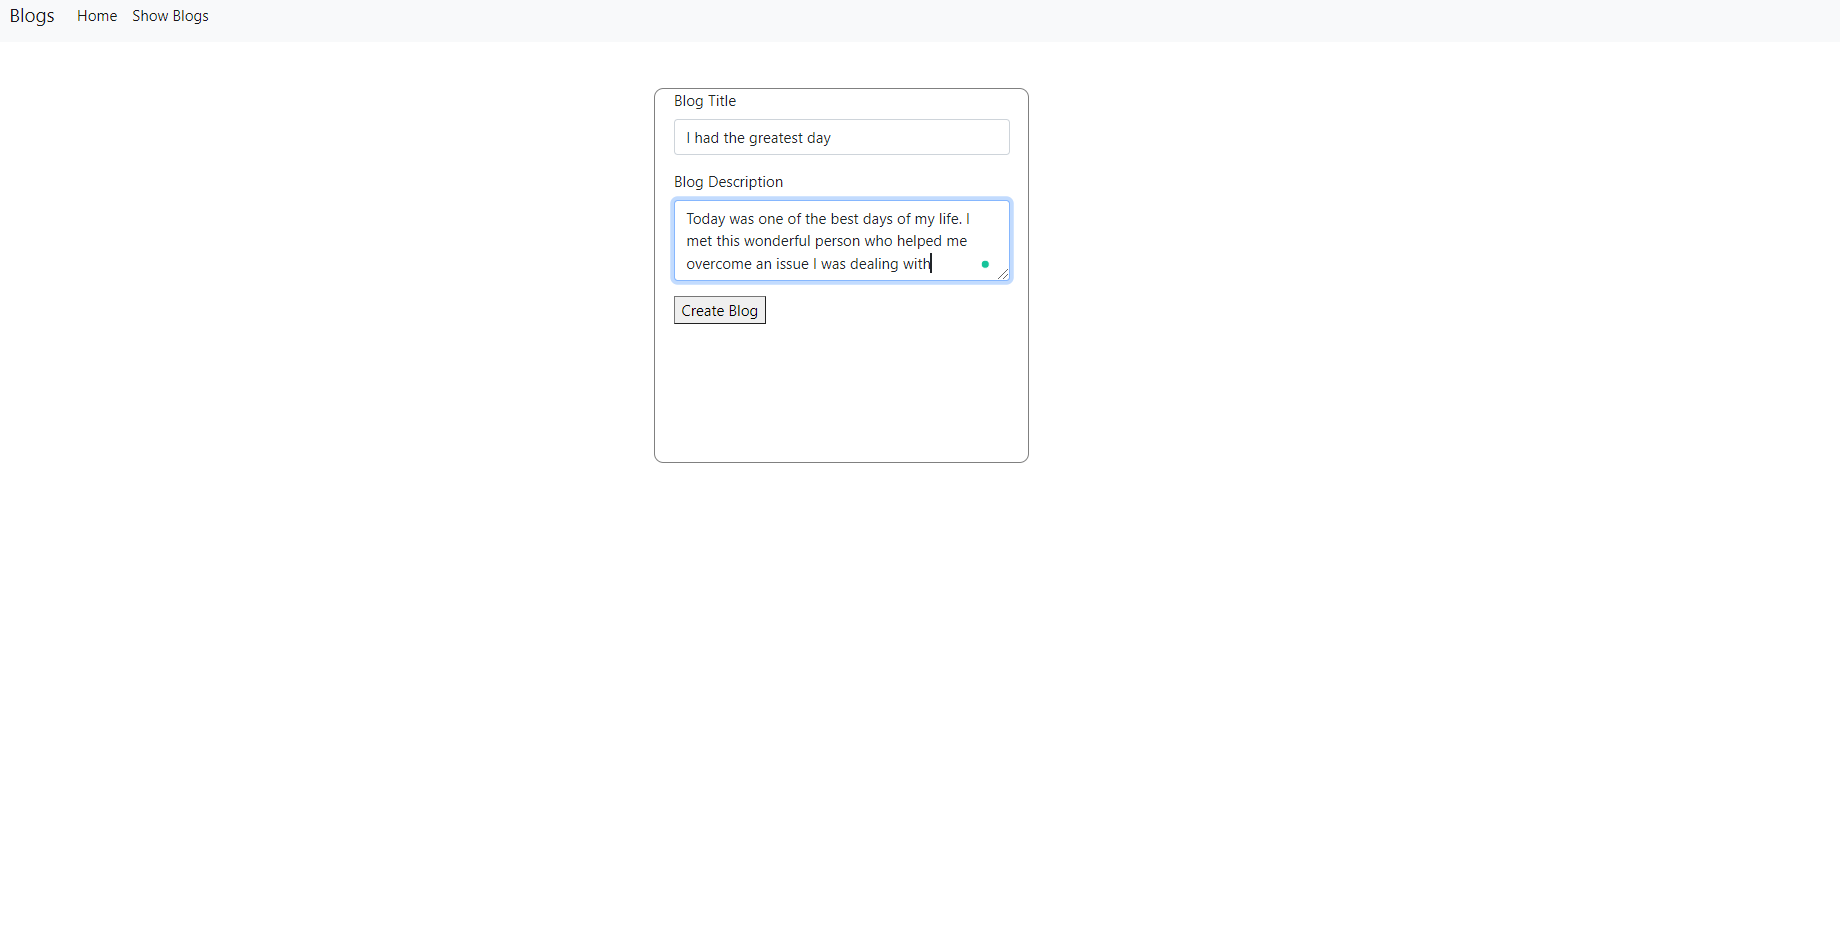 Blogs Home Show Blogs
Blog Title
I had the greatest day
Blog Description
Today was one of the best days of my life. I
met this wonderful person who helped me
overcome an issue I was dealing with
Create Blog